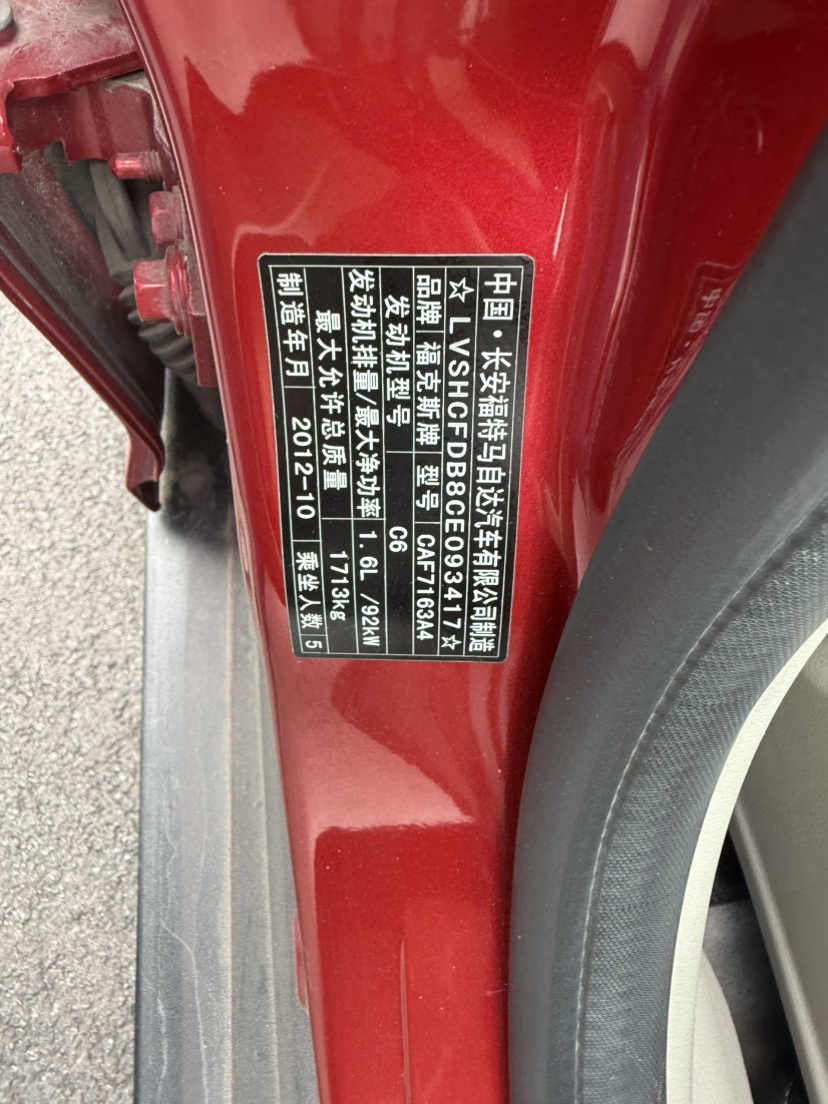 中国·长安福特马自达汽车有限公司制造
☆LVSHCFDB8CE093417☆
品牌 福克斯牌 型号 CAF7163A4
发动机型号 C6
发动机排量/最大净功率 1.6L /92kW
最大允许总质量 1713kg
制造年月 2012-10 乘坐人数 5